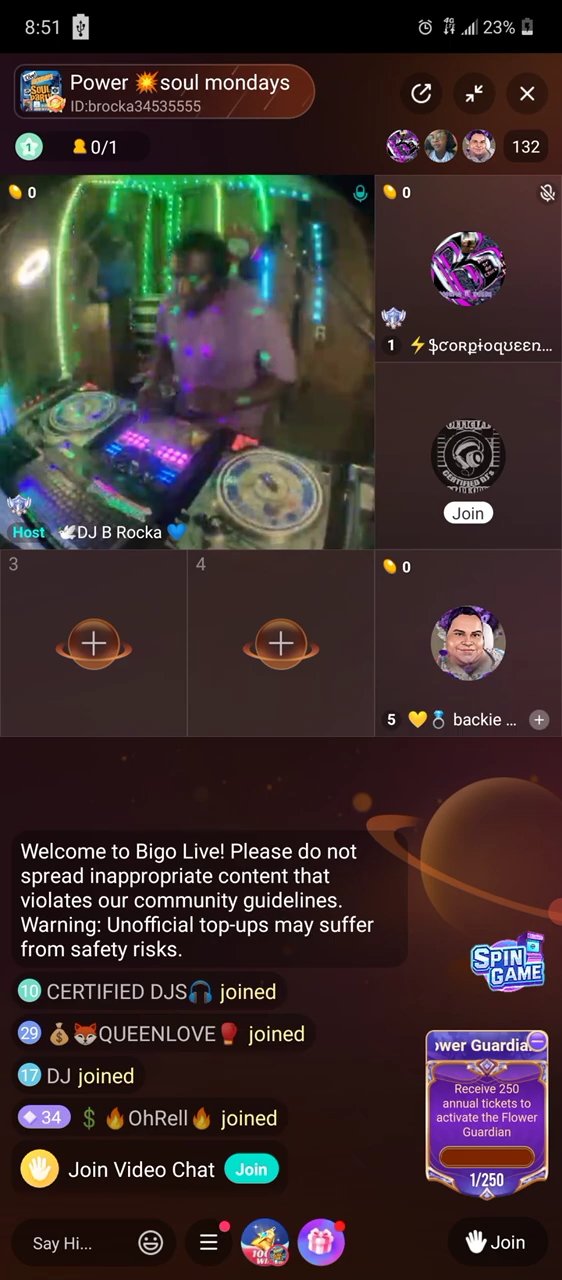 8:51
4G
23%
Power 💥soul mondays
ID:brocka34535555
1
0/1
132
0
0
1 ⚡ֆƈօʀքɨօզʊɛɛռ...
CERTIFIED DJS
Join
Host 🕊DJ B Rocka 💙
3
4
0
5 💛💍 backie ...
Welcome to Bigo Live! Please do not
spread inappropriate content that
violates our community guidelines.
Warning: Unofficial top-ups may suffer
from safety risks.
10 CERTIFIED DJS🎧 joined
29 💰🦊QUEENLOVE🥊 joined
17 DJ joined
34 💲🔥OhRell🔥 joined
Join Video Chat Join
SPIN
GAME
ower Guardia
Receive 250
annual tickets to
activate the Flower
Guardian
1/250
Say Hi...
Join